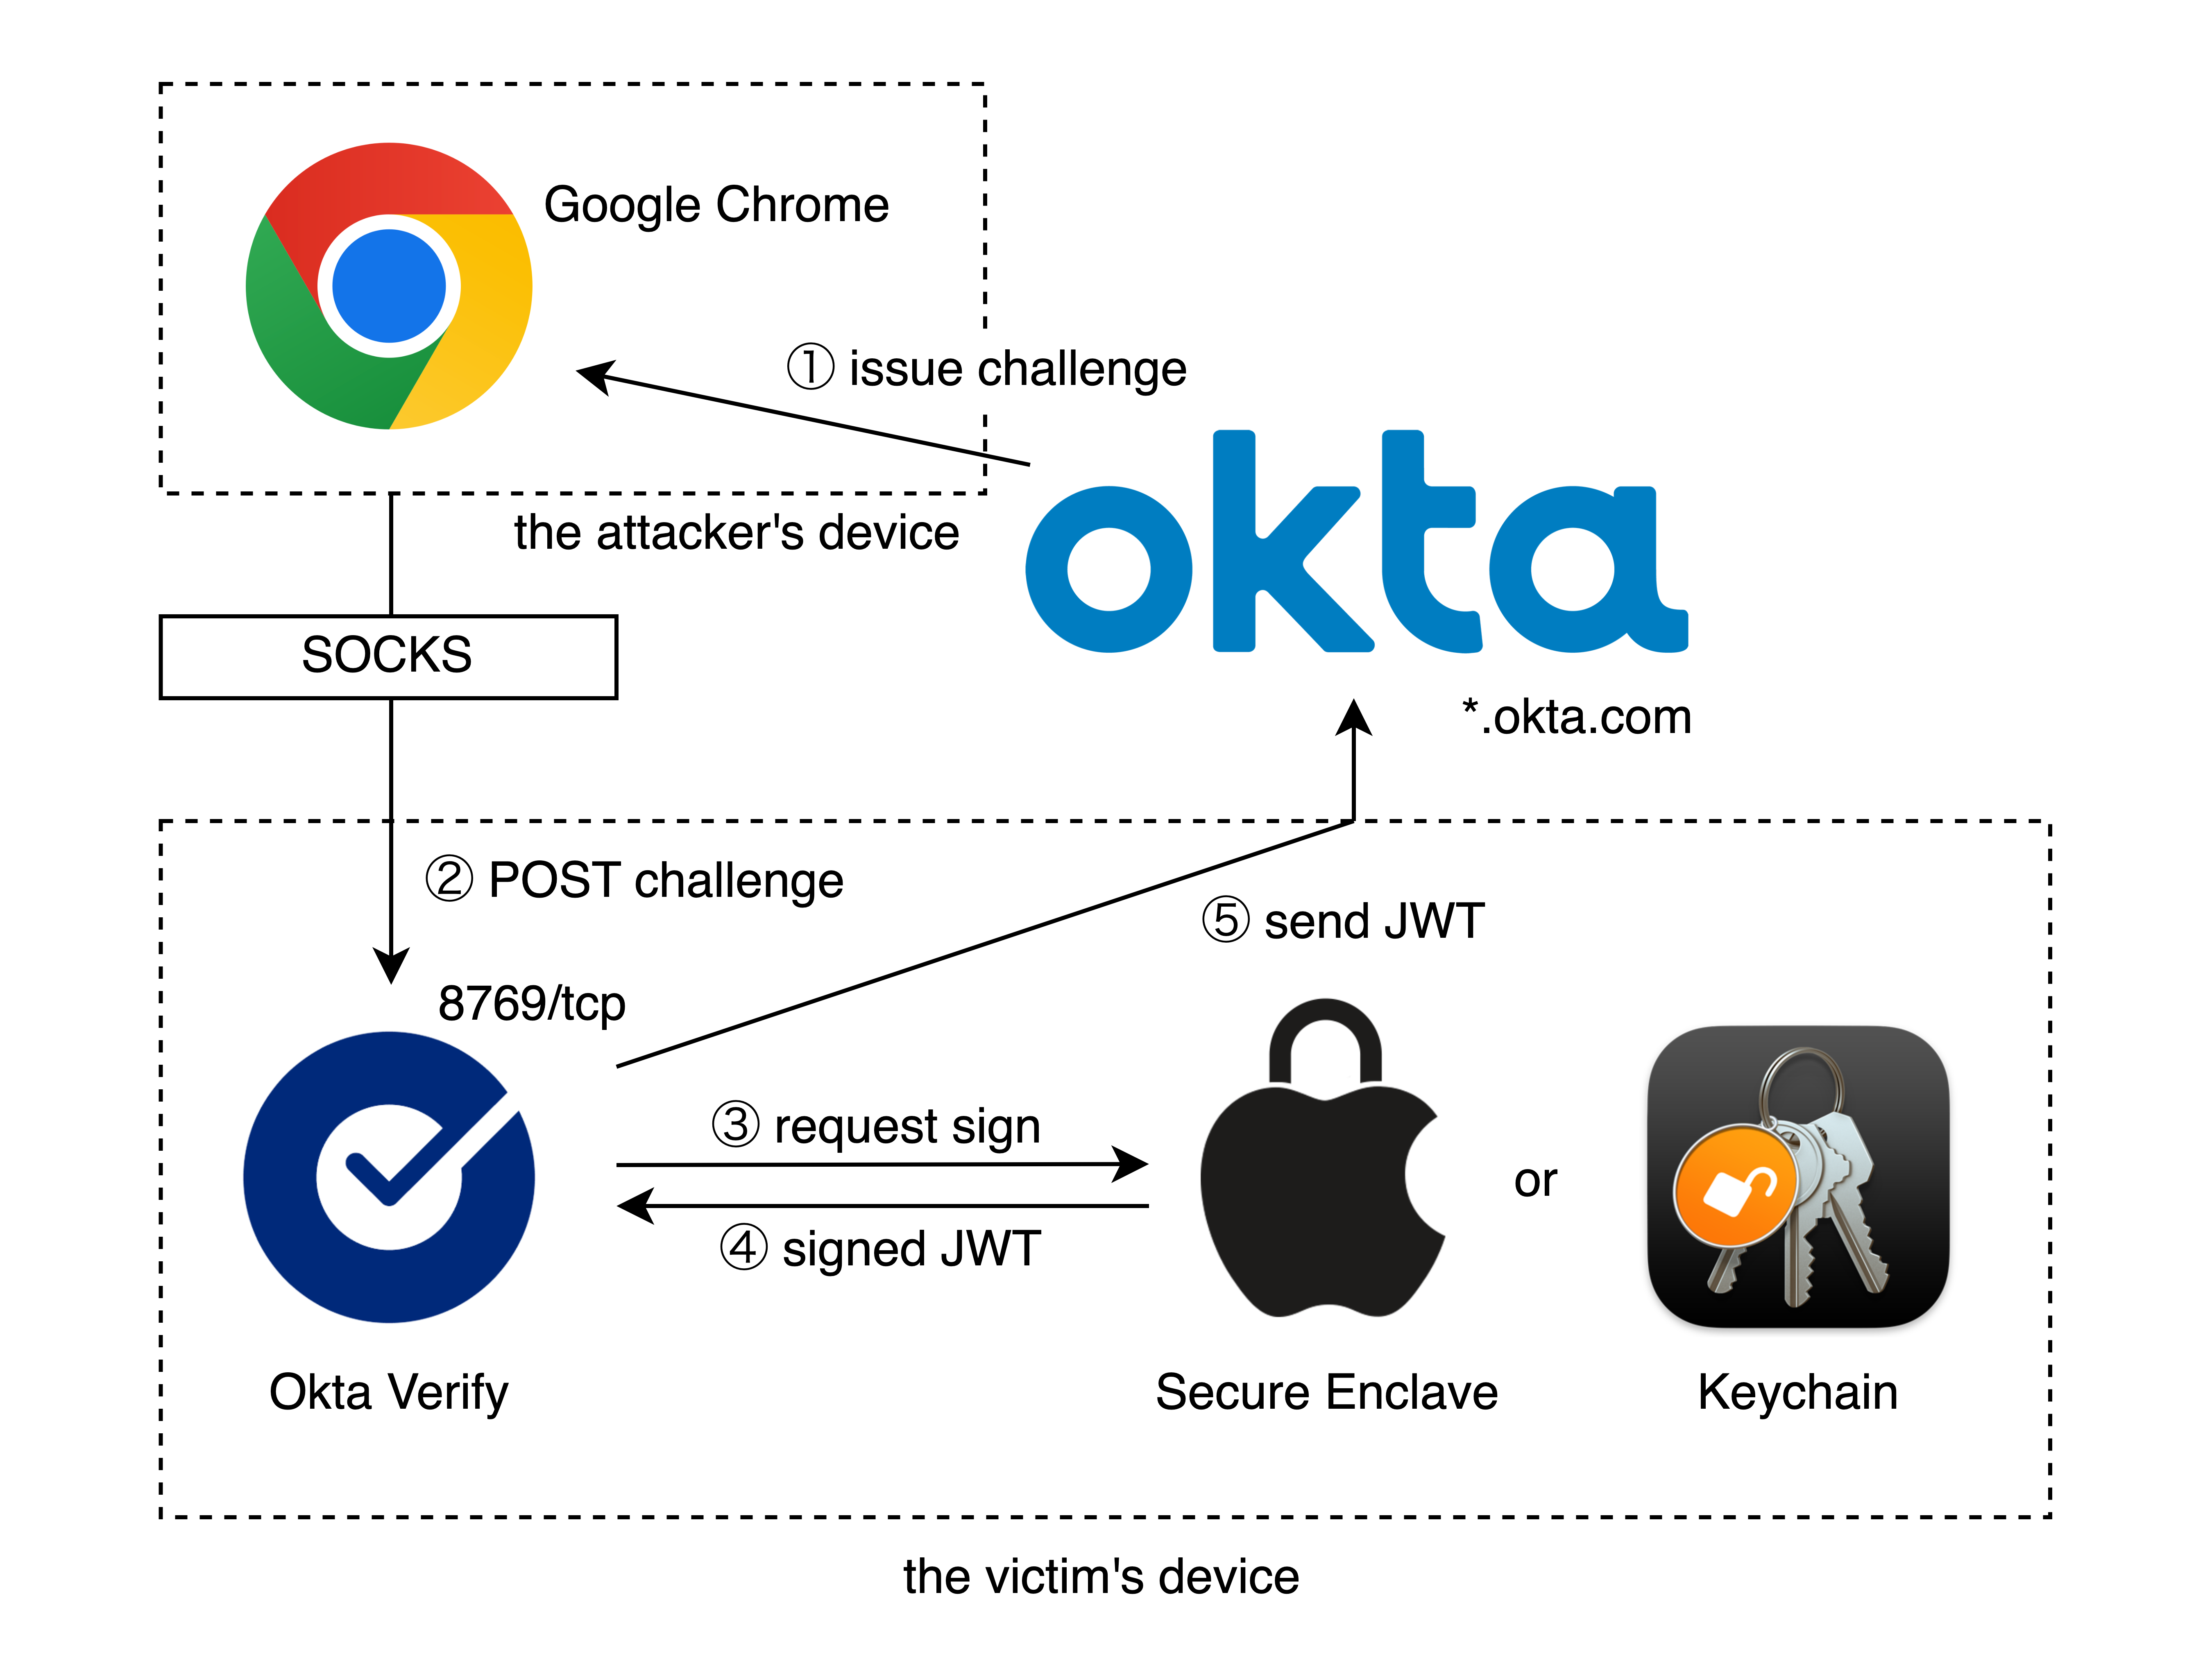 Google Chrome
① issue challenge
the attacker's device
okta
SOCKS
*.okta.com
② POST challenge
⑤ send JWT
8769/tcp
③ request sign
or
④ signed JWT
Okta Verify
Secure Enclave
Keychain
the victim's device